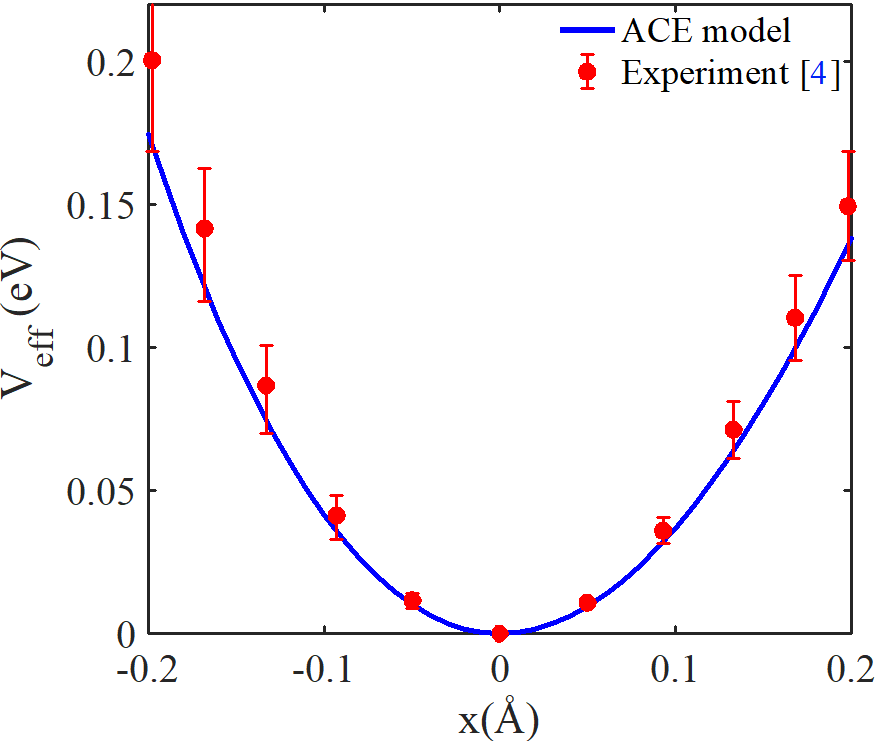 ACE model
Experiment [4]
0.2
0.15
0.1
0.05
0
V_eff (eV)
-0.2
-0.1
0
0.1
0.2
x(Å)